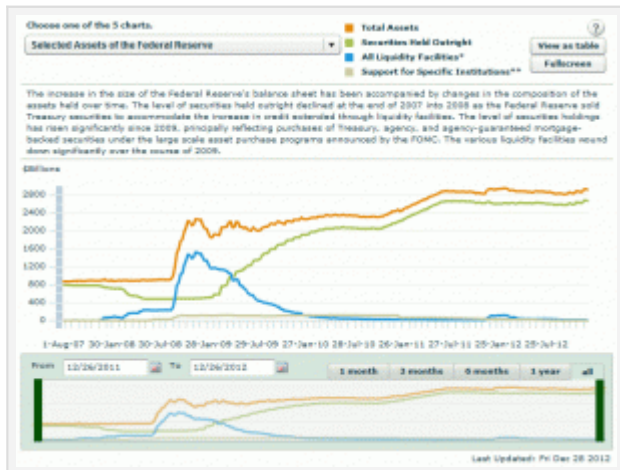 Choose one of the 5 charts.
Selected Assets of the Federal Reserve
Total Assets
Securities Held Outright
All Liquidity Facilities*
Support for Specific Institutions**
?
View as table
Fullscreen
The increase in the size of the Federal Reserve's balance sheet has been accompanied by changes in the composition of the
assets held over time. The level of securities held outright declined at the end of 2007 into 2008 as the Federal Reserve sold
Treasury securities to accommodate the increase in credit extended through liquidity facilities. The level of securities holdings
has risen significantly since 2009, principally reflecting purchases of Treasury, agency, and agency-guaranteed mortgage-
backed securities under the large scale asset purchase programs announced by the FOMC. The various liquidity facilities wound
down significantly over the course of 2009.
$Billions
2800
2400
2000
1600
1200
800
400
0
1-Aug-07 30-Jan-08 30-Jul-08 28-Jan-09 29-Jul-09 27-Jan-10 28-Jul-10 26-Jan-11 27-Jul-11 25-Jan-12 25-Jul-12
From 12/26/2011 To 12/26/2012 1 month 3 months 6 months 1 year all
Last Updated: Fri Dec 28 2012